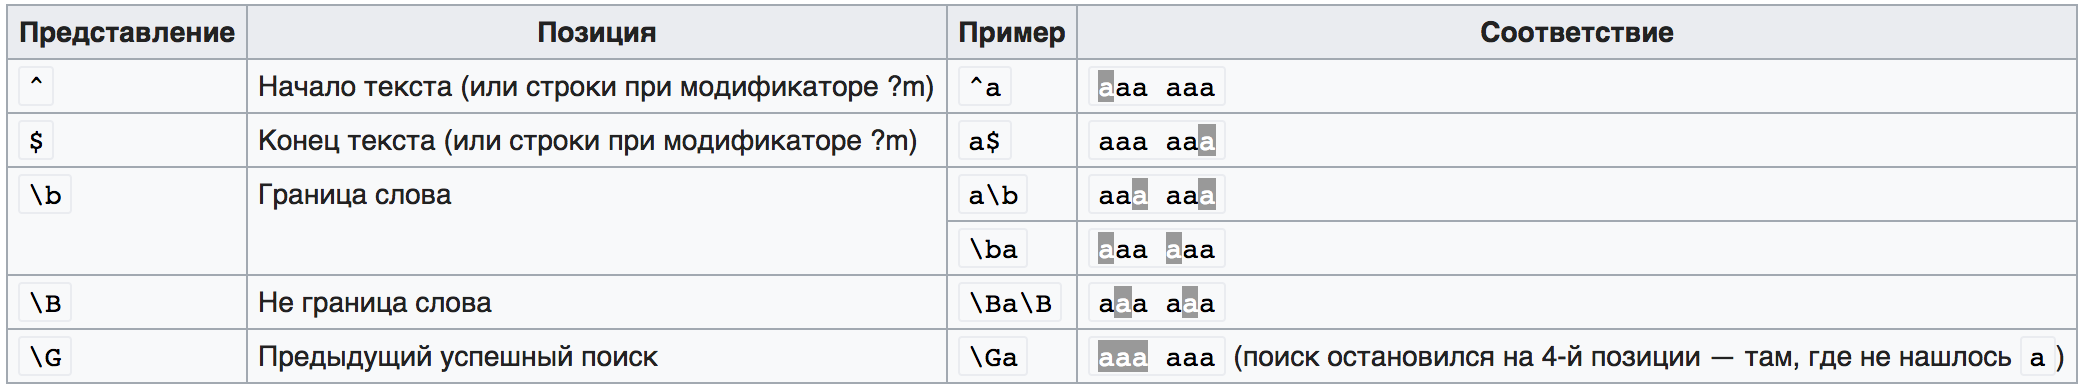 Представление Позиция Пример Соответствие
^ Начало текста (или строки при модификаторе ?m) ^a aaa aaa
$ Конец текста (или строки при модификаторе ?m) a$ aaa aaa
\b Граница слова a\b aaa aaa
\ba aaa aaa
\B Не граница слова \Ba\B aaa aaa
\G Предыдущий успешный поиск \Ga aaa aaa (поиск остановился на 4-й позиции — там, где не нашлось a)